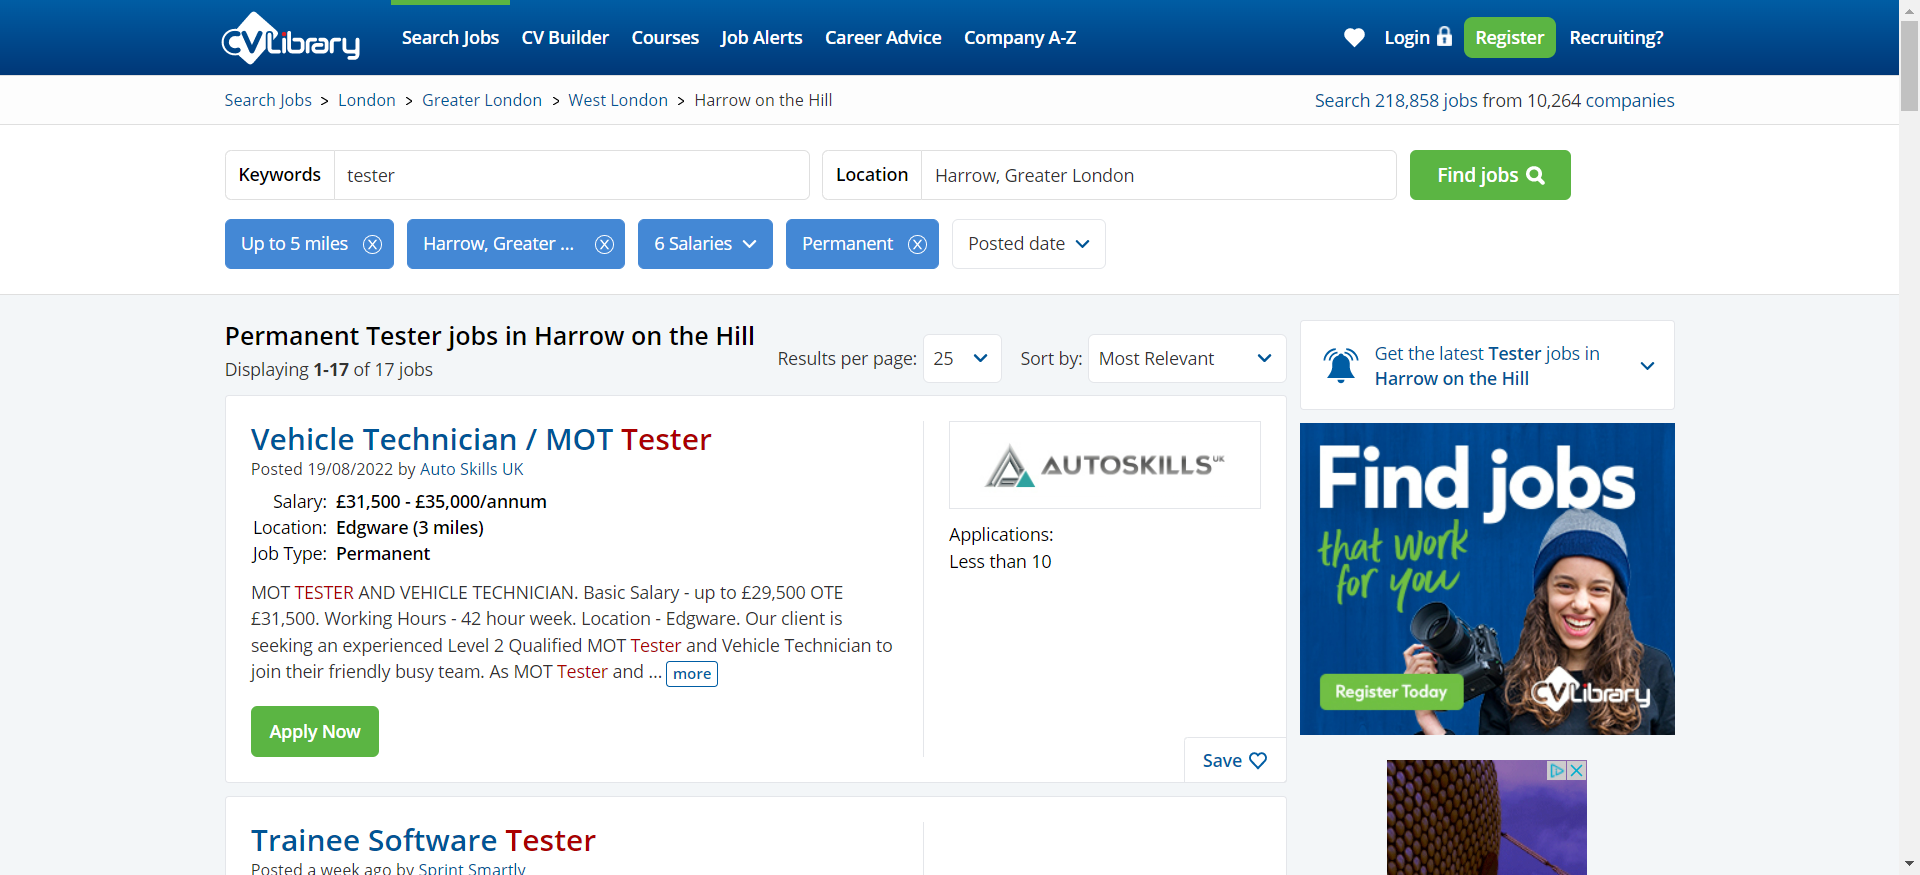 CVLibrary
Search Jobs
CV Builder
Courses
Job Alerts
Career Advice
Company A-Z
Login
Register
Recruiting?
Search Jobs > London > Greater London > West London > Harrow on the Hill
Search 218,858 jobs from 10,264 companies
Keywords tester
Location Harrow, Greater London
Find jobs
Up to 5 miles
Harrow, Greater ...
6 Salaries
Permanent
Posted date
Permanent Tester jobs in Harrow on the Hill
Displaying 1-17 of 17 jobs
Results per page: 25
Sort by: Most Relevant
Get the latest Tester jobs in
Harrow on the Hill
Vehicle Technician / MOT Tester
Posted 19/08/2022 by Auto Skills UK
Salary: £31,500 - £35,000/annum
Location: Edgware (3 miles)
Job Type: Permanent
MOT TESTER AND VEHICLE TECHNICIAN. Basic Salary - up to £29,500 OTE
£31,500. Working Hours - 42 hour week. Location - Edgware. Our client is
seeking an experienced Level 2 Qualified MOT Tester and Vehicle Technician to
join their friendly busy team. As MOT Tester and ... more
Apply Now
AUTOSKILLS UK
Applications:
Less than 10
Save
Find jobs
that work
for you
Register Today
CVLibrary
Trainee Software Tester
Posted a week ago by Sprint Smartly